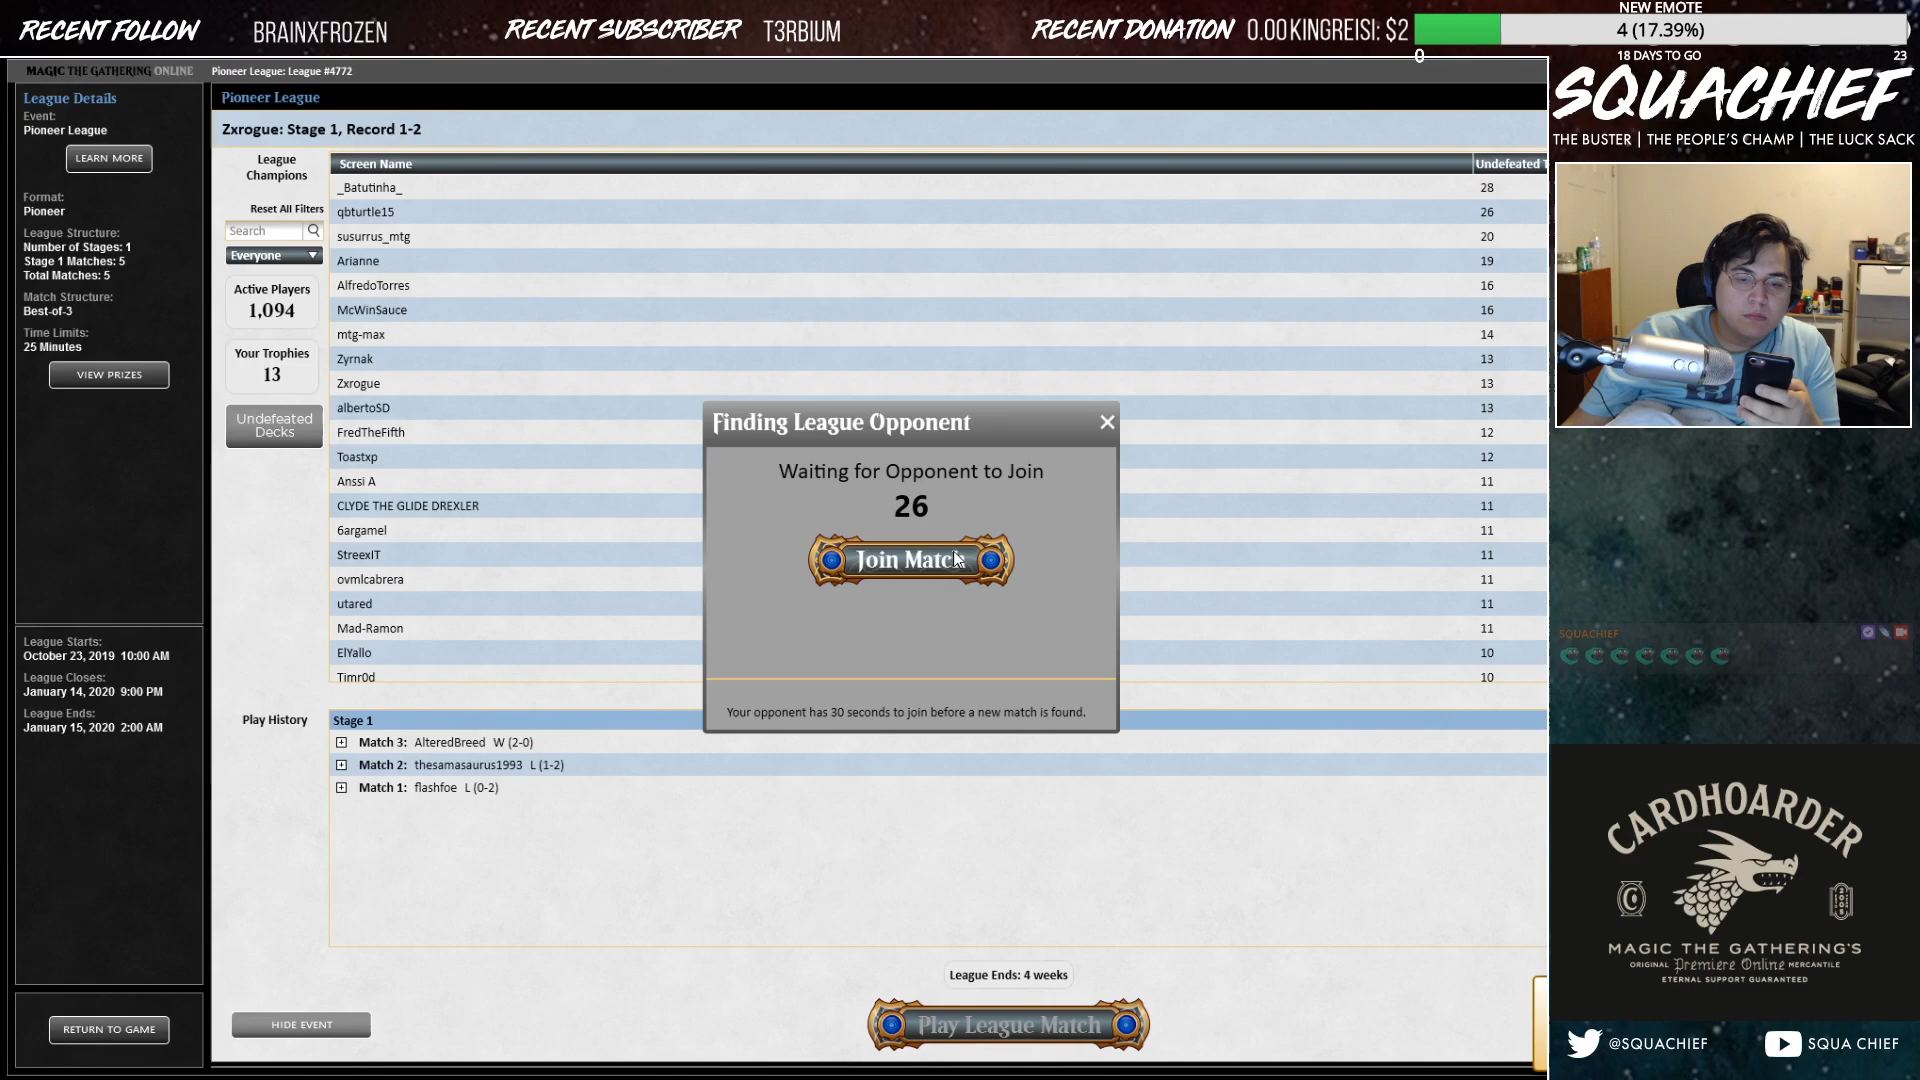 RECENT FOLLOW BRAINXFROZEN RECENT SUBSCRIBER T3RBIUM RECENT DONATION 0.00KINGREISI: $2
NEW EMOTE
4 (17.39%)
0 18 DAYS TO GO 23
MAGIC THE GATHERING ONLINE Pioneer League: League #4772
SQUACHIEF
THE BUSTER | THE PEOPLE'S CHAMP | THE LUCK SACK
League Details
Event:
Pioneer League
LEARN MORE
Format:
Pioneer
League Structure:
Number of Stages: 1
Stage 1 Matches: 5
Total Matches: 5
Match Structure:
Best-of-3
Time Limits:
25 Minutes
VIEW PRIZES
League Starts:
October 23, 2019 10:00 AM
League Closes:
January 14, 2020 9:00 PM
League Ends:
January 15, 2020 2:00 AM
RETURN TO GAME
Pioneer League
Zxrogue: Stage 1, Record 1-2
League
Champions
Reset All Filters
Search
Everyone
Active Players
1,094
Your Trophies
13
Undefeated
Decks
Screen Name Undefeated T
_Batutinha_ 28
qbturtle15 26
susurrus_mtg 20
Arianne 19
AlfredoTorres 16
McWinSauce 16
mtg-max 14
Zyrnak 13
Zxrogue 13
albertoSD 13
FredTheFifth 12
Toastxp 12
Anssi A 11
CLYDE THE GLIDE DREXLER 11
6argamel 11
StreexIT 11
ovmlcabrera 11
utared 11
Mad-Ramon 11
ElYallo 10
Timr0d 10
Finding League Opponent
Waiting for Opponent to Join
26
Join Match
Your opponent has 30 seconds to join before a new match is found.
Play History
Stage 1
Match 3: AlteredBreed W (2-0)
Match 2: thesamasaurus1993 L (1-2)
Match 1: flashfoe L (0-2)
League Ends: 4 weeks
HIDE EVENT
Play League Match
SQUACHIEF
CARDHOARDER
MAGIC THE GATHERING'S
ORIGINAL Premiere Online MERCANTILE
ETERNAL SUPPORT GUARANTEED
@SQUACHIEF SQUA CHIEF